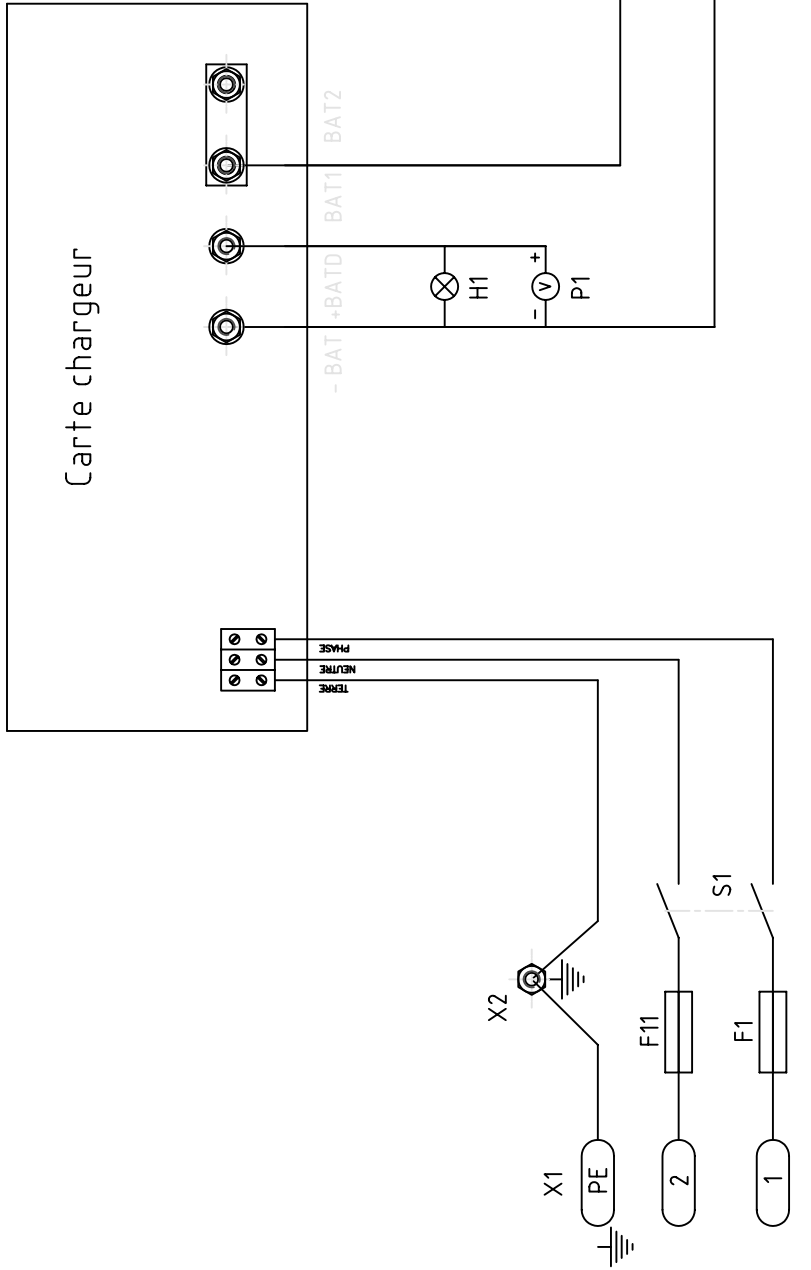 Carte chargeur
- BAT +BATD BAT1 BAT2
H1
- V +
P1
PHASE
NEUTRE
TERRE
X1
X2
PE
F11
2
S1
F1
1